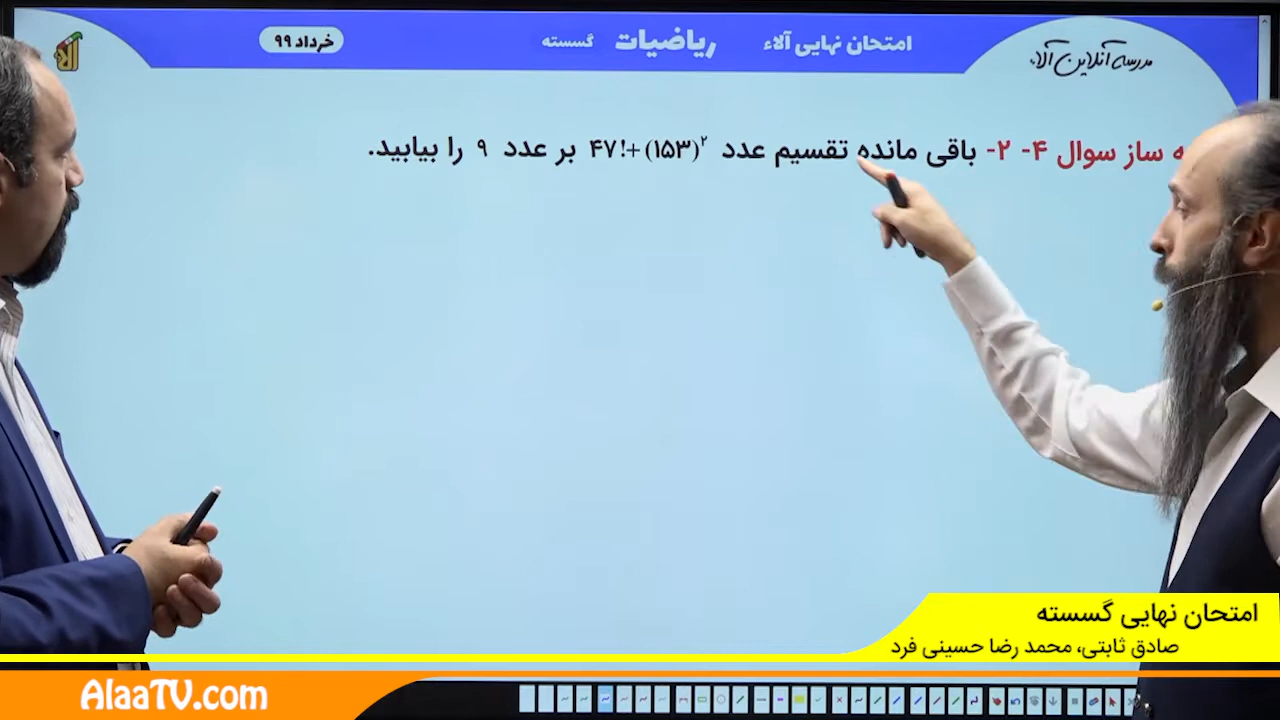 مدرسه آنلاین آلاء
امتحان نهایی آلاء ریاضیات گسسته
خرداد ۹۹
ساز سوال ۴- ۲- باقی مانده تقسیم عدد ۴۷!+(۱۵۳)^۲ بر عدد ۹ را بیابید.
امتحان نهایی گسسته
صادق ثابتی، محمد رضا حسینی فرد
AlaaTV.com